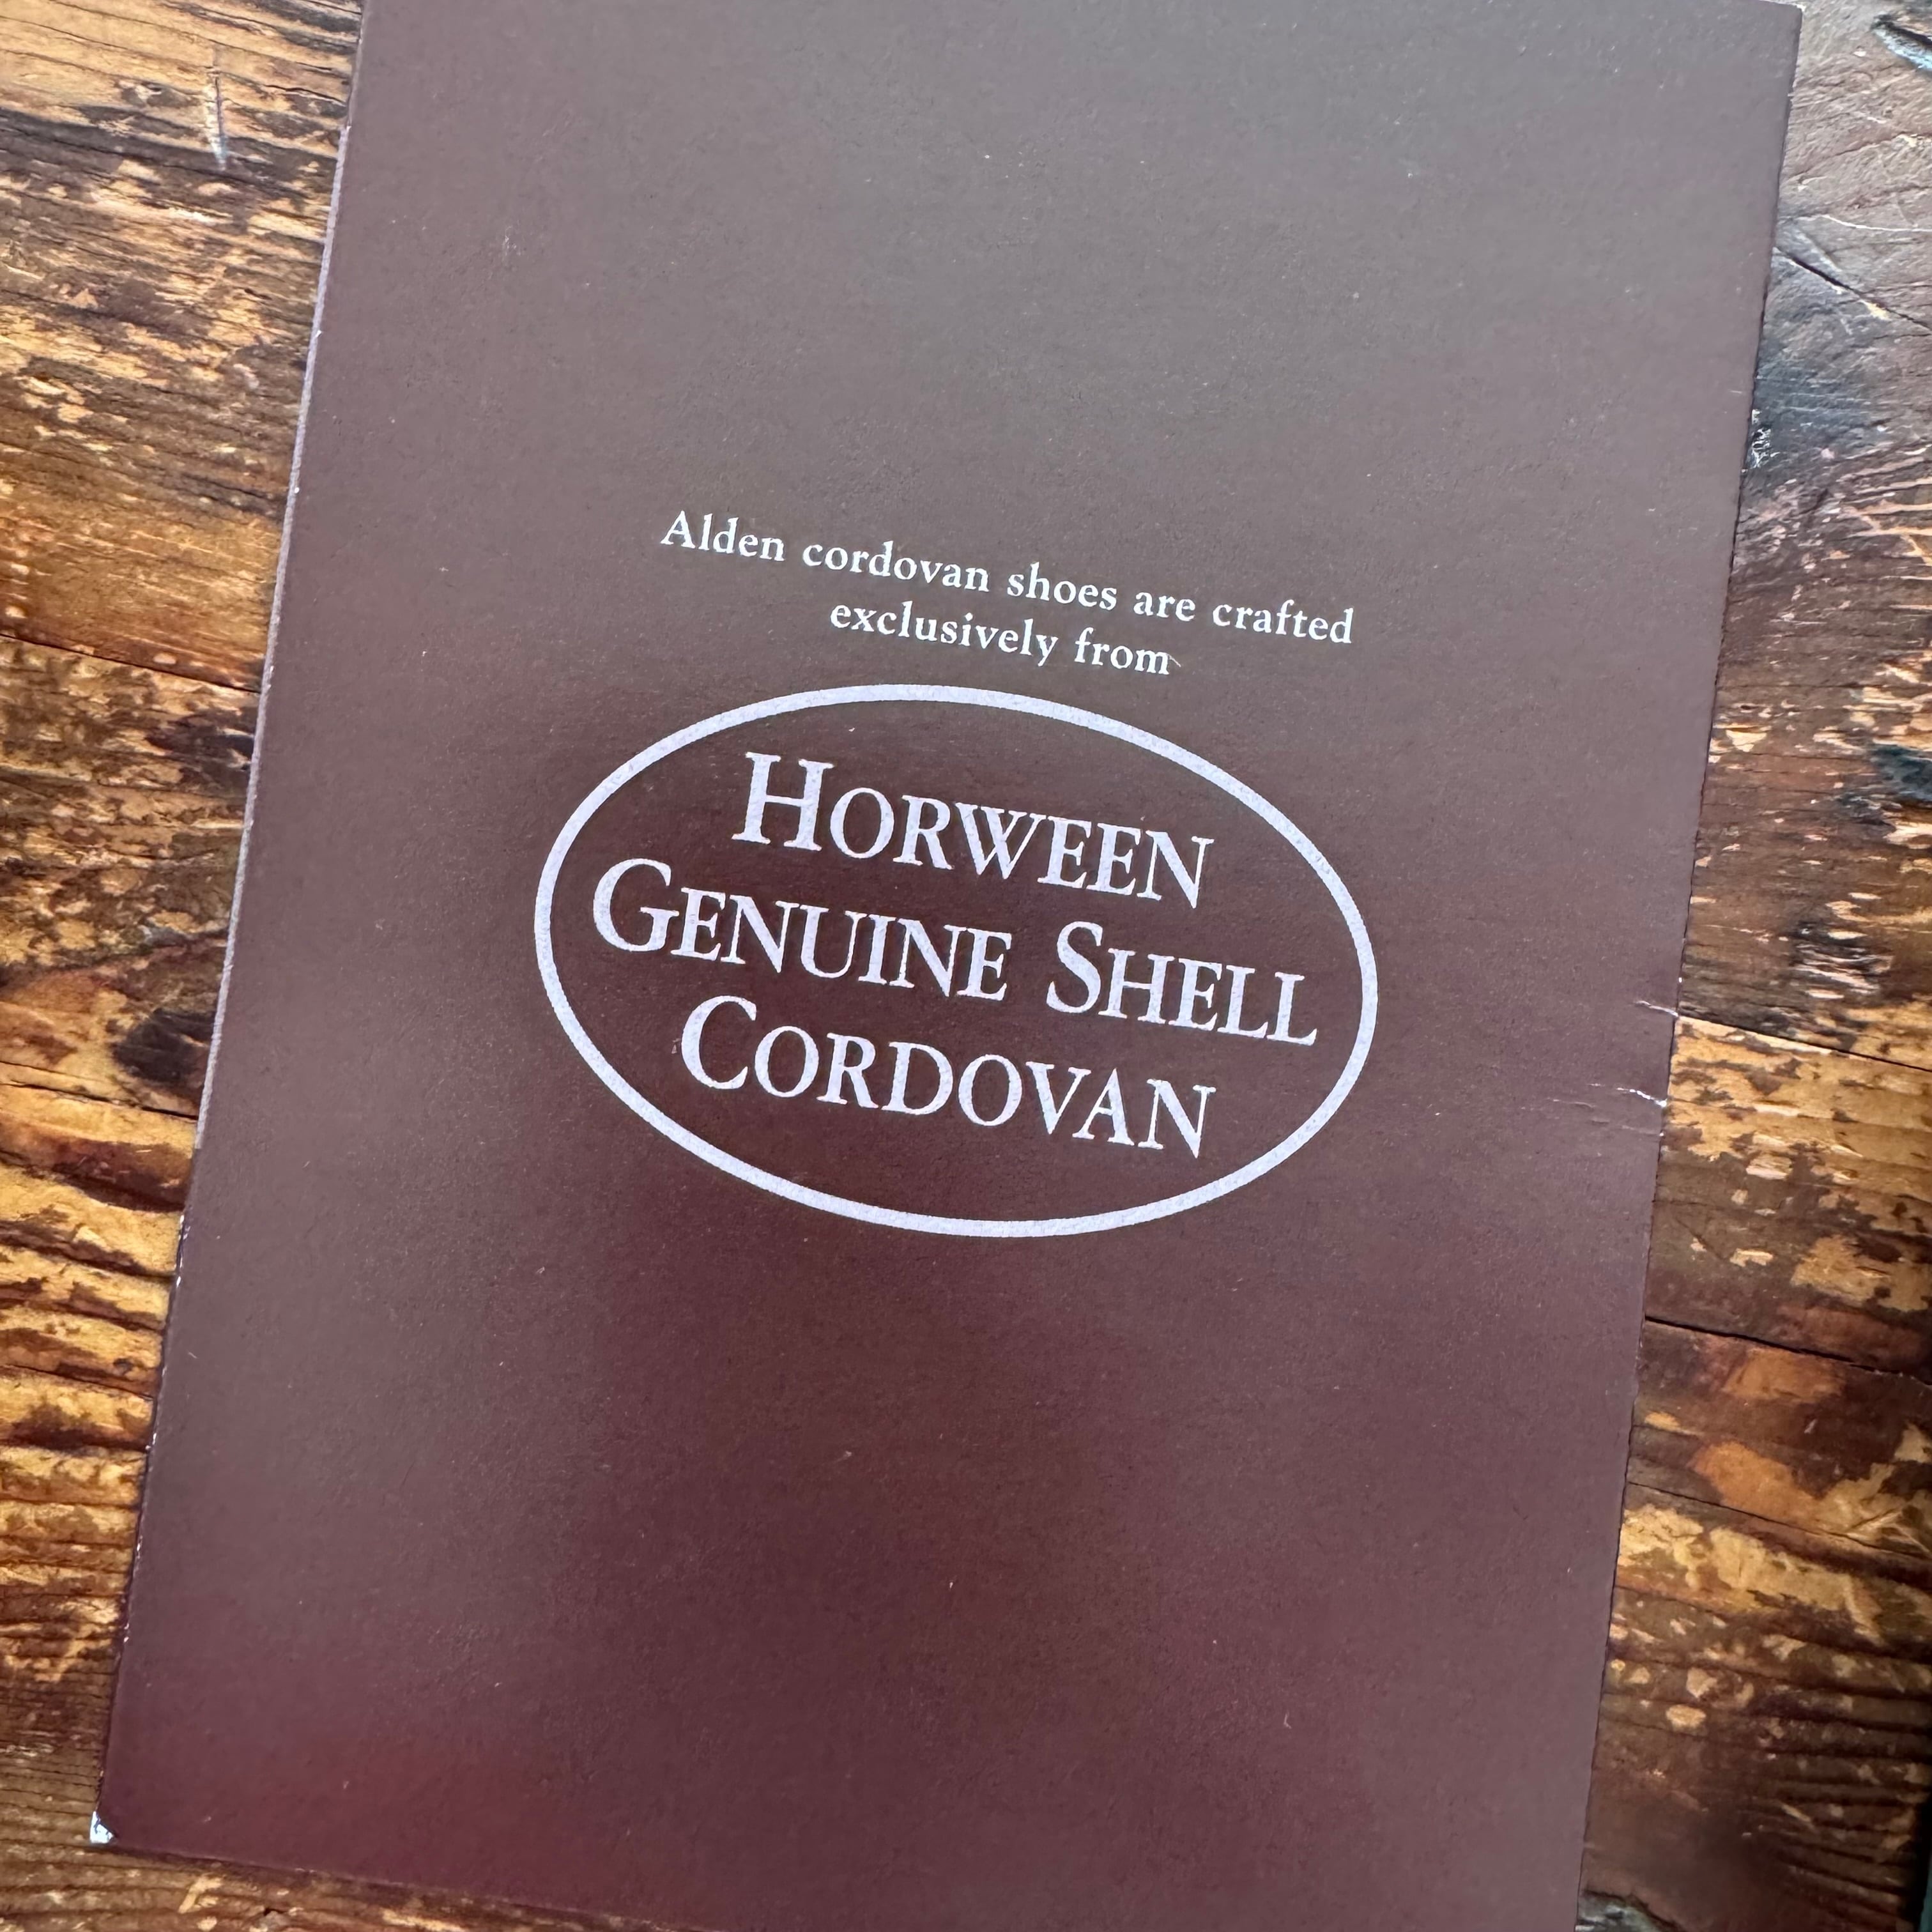 Alden cordovan shoes are crafted
exclusively from
HORWEEN
GENUINE SHELL
CORDOVAN